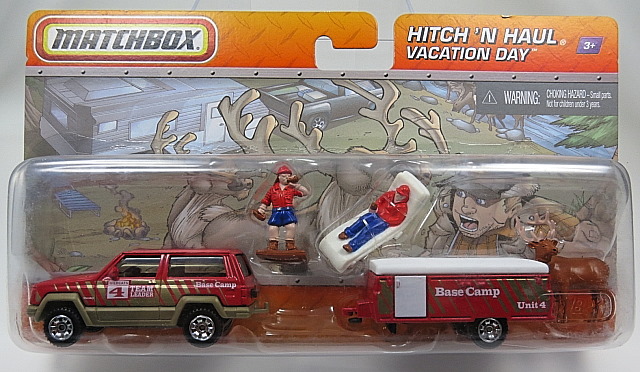 MATCHBOX
HITCH 'N HAUL®
VACATION DAY™
3+
WARNING: CHOKING HAZARD - Small parts.
Not for children under 3 years.
4 TEAM
LEADER
Base Camp
Base Camp
Unit 4